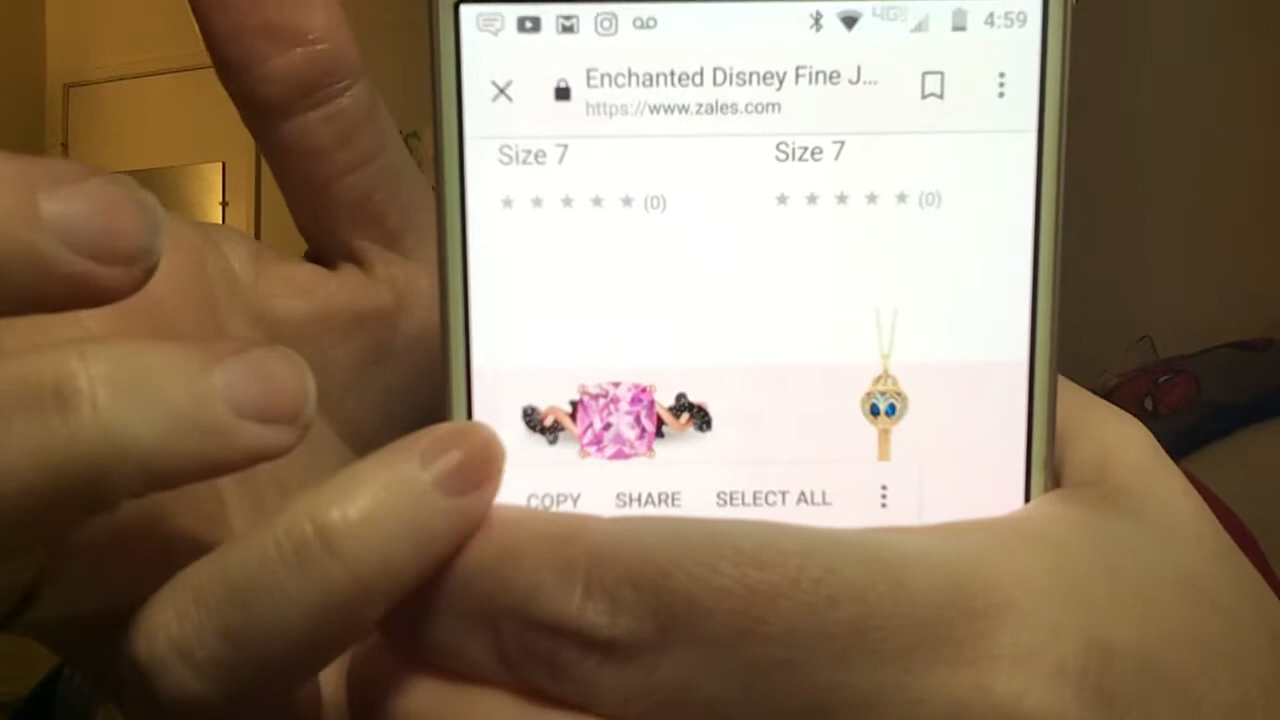 4G 4:59
Enchanted Disney Fine J...
https://www.zales.com
Size 7 Size 7
(0) (0)
COPY SHARE SELECT ALL